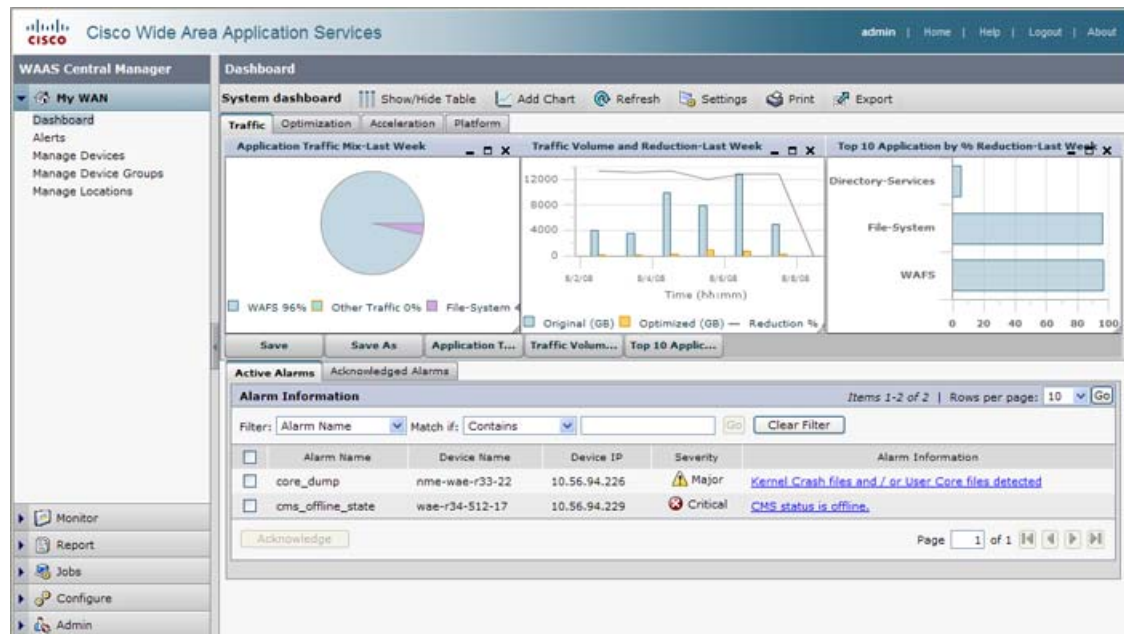 CISCO Cisco Wide Area Application Services
admin | Home | Help | Logout | About
WAAS Central Manager
My WAN
Dashboard
Alerts
Manage Devices
Manage Device Groups
Manage Locations
Monitor
Report
Jobs
Configure
Admin
Dashboard
System dashboard Show/Hide Table Add Chart Refresh Settings Print Export
Traffic Optimization Acceleration Platform
Application Traffic Mix-Last Week
WAFS 96% Other Traffic 0% File-System
Traffic Volume and Reduction-Last Week
12000
8000
4000
0
8/2/08 8/4/08 8/6/08 8/8/08
Time (hh:mm)
Original (GB) Optimized (GB) — Reduction %
Top 10 Application by % Reduction-Last Week
Directory-Services
File-System
WAFS
0 20 40 60 80 100
Save Save As Application T... Traffic Volum... Top 10 Applic...
Active Alarms Acknowledged Alarms
Alarm Information Items 1-2 of 2 | Rows per page: 10 Go
Filter: Alarm Name Match if: Contains Go Clear Filter
Alarm Name Device Name Device IP Severity Alarm Information
core_dump nme-wae-r33-22 10.56.94.226 Major Kernel Crash files and / or User Core files detected
cms_offline_state wae-r34-512-17 10.56.94.229 Critical CMS status is offline.
Acknowledge Page 1 of 1